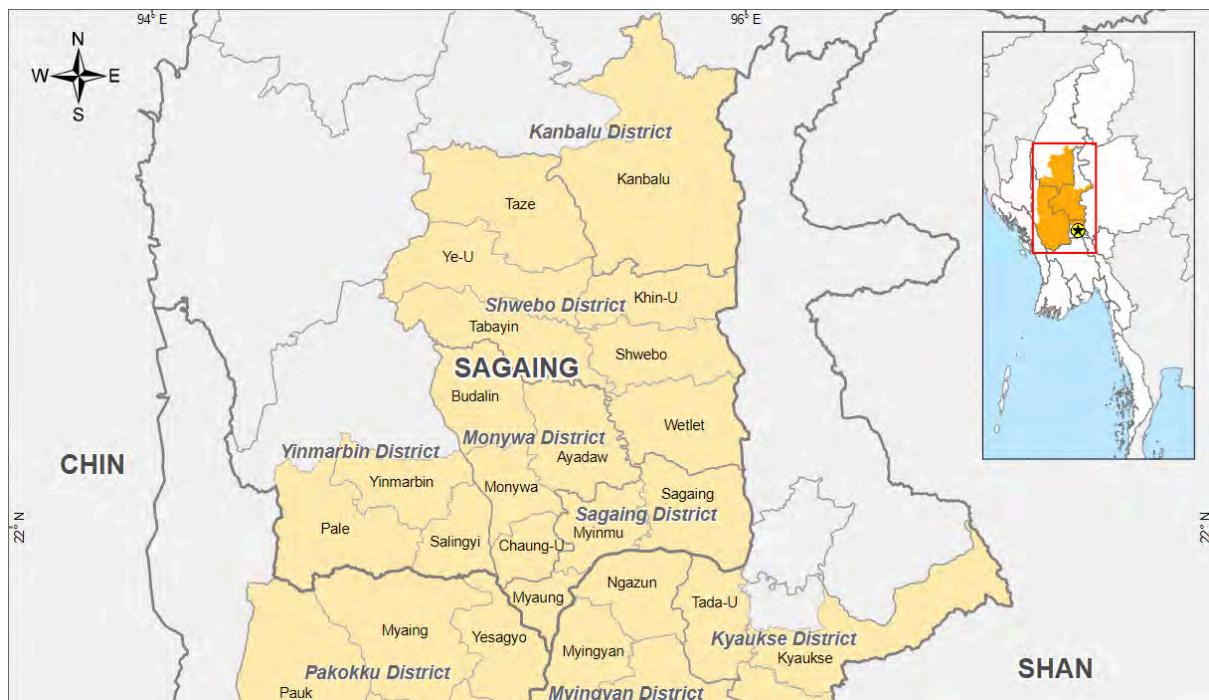 94° E
96° E
N
W
E
S
Kanbalu District
Kanbalu
Taze
Ye-U
Shwebo District
Khin-U
Tabayin
Shwebo
SAGAING
Budalin
Wetlet
Monywa District
Yinmarbin District
Ayadaw
CHIN
Yinmarbin
Monywa
Sagaing
Sagaing District
Pale
Salingyi
Chaung-U
Myinmu
22° N
22° N
Ngazun
Myaung
Tada-U
Myaing
Yesagyo
Kyaukse District
Myingyan
Kyaukse
Pakokku District
SHAN
Pauk
Myingyan District